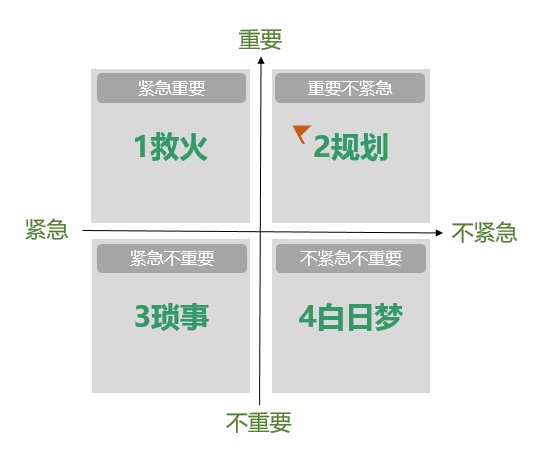 重要
紧急重要
重要不紧急
1救火
2规划
紧急
不紧急
紧急不重要
不紧急不重要
3琐事
4白日梦
不重要